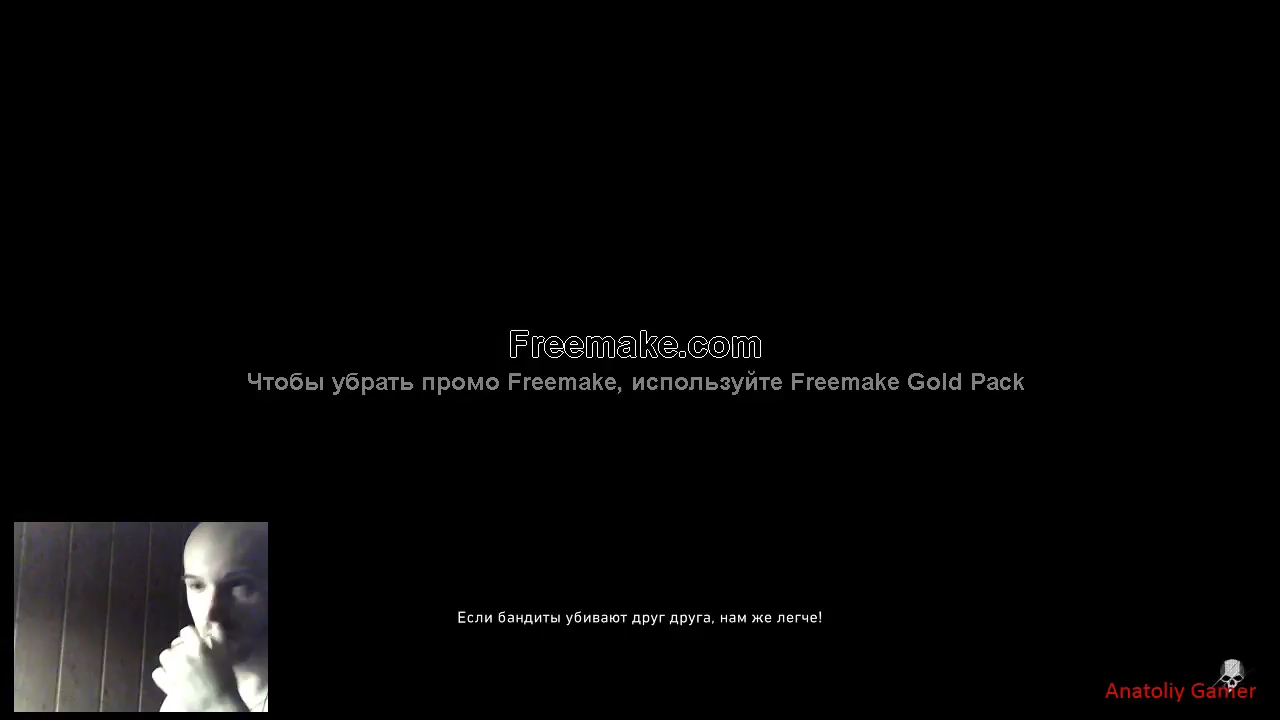 Freemake.com
Чтобы убрать промо Freemake, используйте Freemake Gold Pack
Если бандиты убивают друг друга, нам же легче!
Anatoliy Gamer